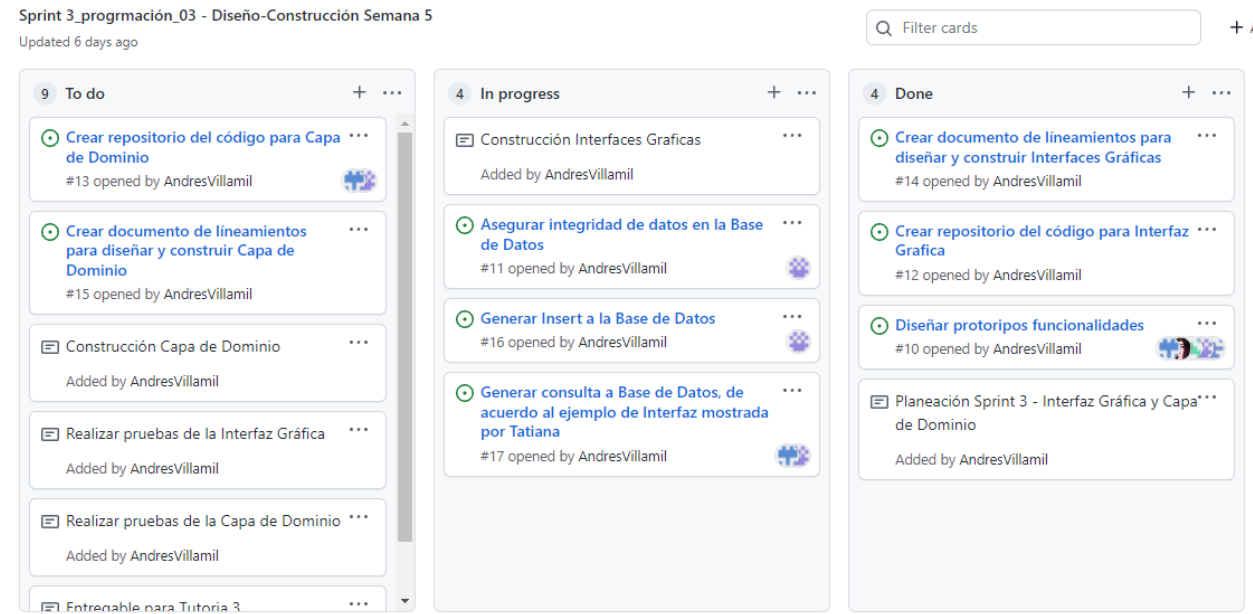 Sprint 3_progrmación_03 - Diseño-Construcción Semana 5
Updated 6 days ago
Filter cards
9 To do
Crear repositorio del código para Capa
de Dominio
#13 opened by AndresVillamil
Crear documento de líneamientos
para diseñar y construir Capa de
Dominio
#15 opened by AndresVillamil
Construcción Capa de Dominio
Added by AndresVillamil
Realizar pruebas de la Interfaz Gráfica
Added by AndresVillamil
Realizar pruebas de la Capa de Dominio
Added by AndresVillamil
Entregable para Tutoria 3
4 In progress
Construcción Interfaces Graficas
Added by AndresVillamil
Asegurar integridad de datos en la Base
de Datos
#11 opened by AndresVillamil
Generar Insert a la Base de Datos
#16 opened by AndresVillamil
Generar consulta a Base de Datos, de
acuerdo al ejemplo de Interfaz mostrada
por Tatiana
#17 opened by AndresVillamil
4 Done
Crear documento de líneamientos para
diseñar y construir Interfaces Gráficas
#14 opened by AndresVillamil
Crear repositorio del código para Interfaz
Grafica
#12 opened by AndresVillamil
Diseñar protoripos funcionalidades
#10 opened by AndresVillamil
Planeación Sprint 3 - Interfaz Gráfica y Capa
de Dominio
Added by AndresVillamil